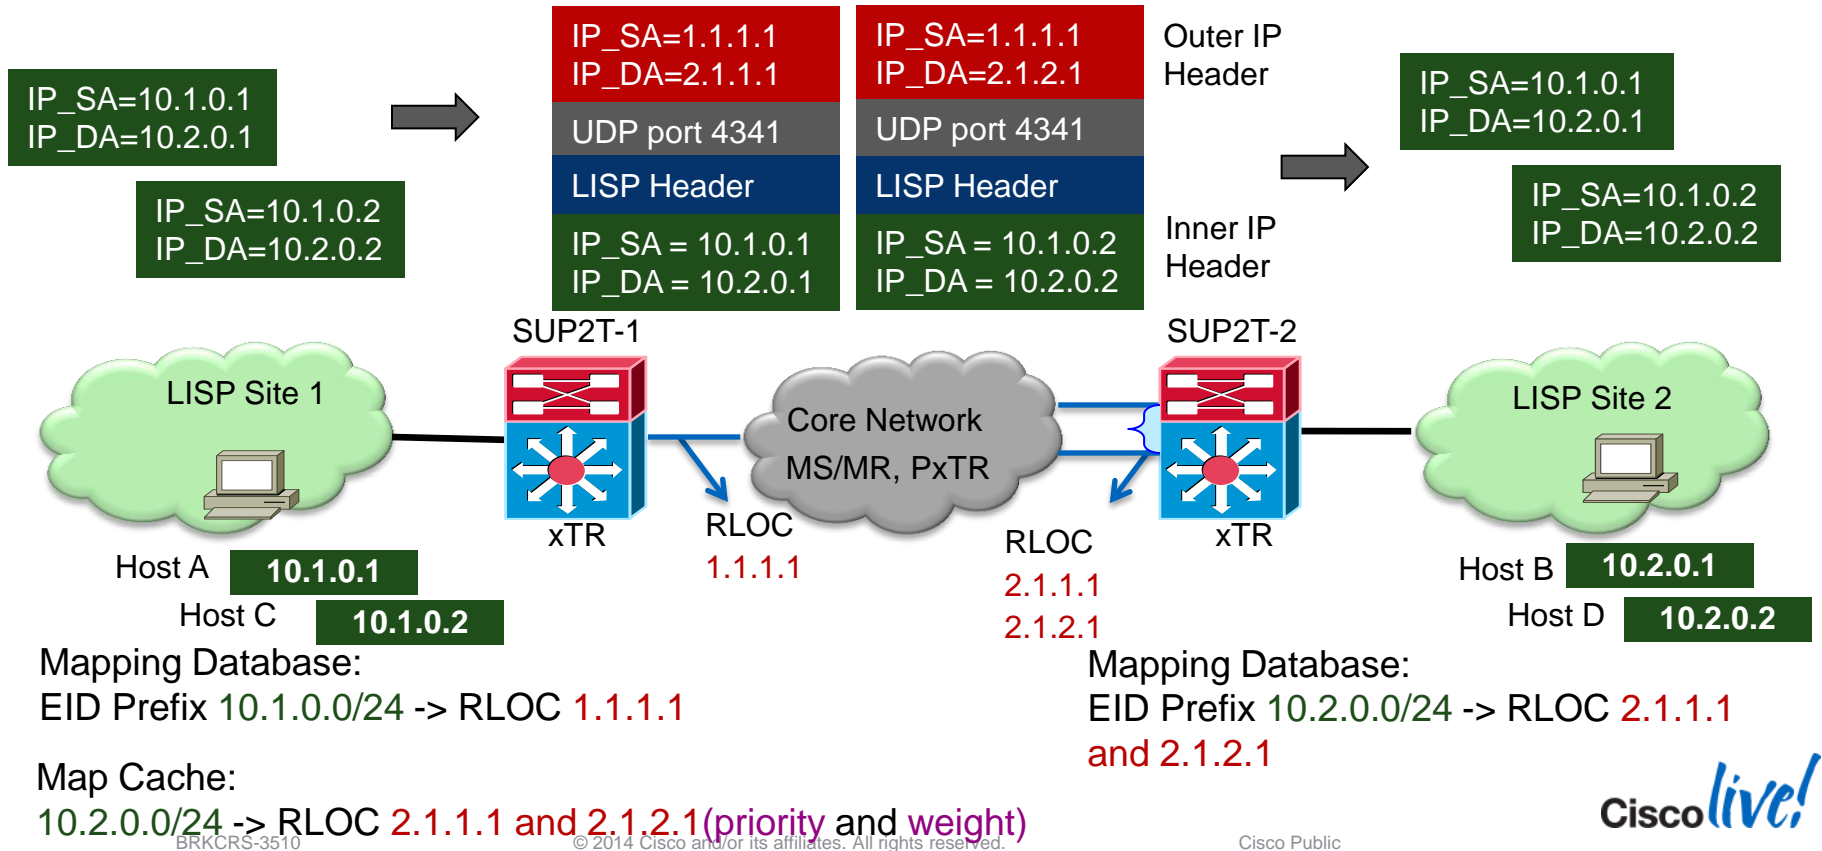 IP_SA=10.1.0.1
IP_DA=10.2.0.1
IP_SA=10.1.0.2
IP_DA=10.2.0.2
IP_SA=1.1.1.1
IP_DA=2.1.1.1
UDP port 4341
LISP Header
IP_SA = 10.1.0.1
IP_DA = 10.2.0.1
IP_SA=1.1.1.1
IP_DA=2.1.2.1
UDP port 4341
LISP Header
IP_SA = 10.1.0.2
IP_DA = 10.2.0.2
Outer IP
Header
Inner IP
Header
IP_SA=10.1.0.1
IP_DA=10.2.0.1
IP_SA=10.1.0.2
IP_DA=10.2.0.2
SUP2T-1
SUP2T-2
LISP Site 1
Core Network
MS/MR, PxTR
LISP Site 2
xTR
RLOC
1.1.1.1
RLOC
2.1.1.1
2.1.2.1
xTR
Host A
10.1.0.1
Host C
10.1.0.2
Host B
10.2.0.1
Host D
10.2.0.2
Mapping Database:
EID Prefix 10.1.0.0/24 -> RLOC 1.1.1.1
Mapping Database:
EID Prefix 10.2.0.0/24 -> RLOC 2.1.1.1
and 2.1.2.1
Map Cache:
10.2.0.0/24 -> RLOC 2.1.1.1 and 2.1.2.1(priority and weight)
BRKCRS-3510
© 2014 Cisco and/or its affiliates. All rights reserved.
Cisco Public
Cisco live!